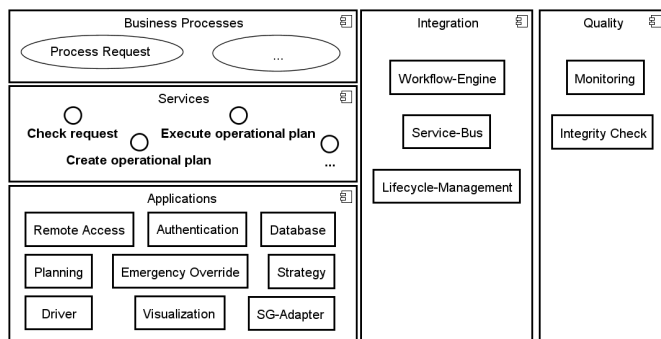 Business Processes
Process Request
...
Services
Check request
Execute operational plan
Create operational plan
...
Applications
Remote Access
Authentication
Database
Planning
Emergency Override
Strategy
Driver
Visualization
SG-Adapter
Integration
Workflow-Engine
Service-Bus
Lifecycle-Management
Quality
Monitoring
Integrity Check